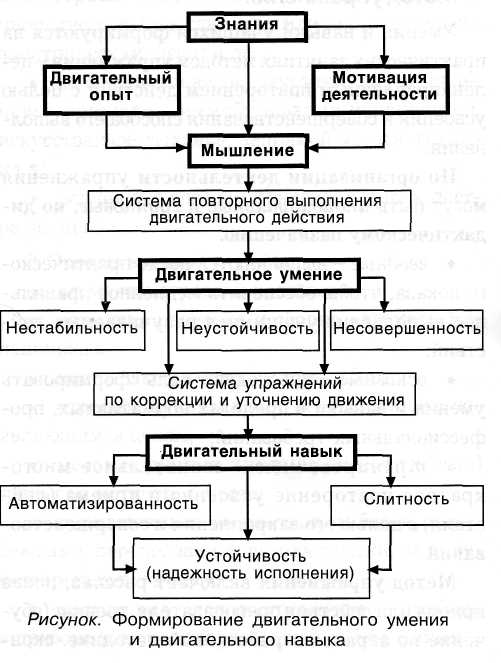 Знания
Двигательный
опыт
Мотивация
деятельности
Мышление
Система повторного выполнения
двигательного действия
Двигательное умение
Нестабильность
Неустойчивость
Несовершенность
Система упражнений
по коррекции и уточнению движения
Двигательный навык
Автоматизированность
Слитность
Устойчивость
(надежность исполнения)
Рисунок. Формирование двигательного умения
и двигательного навыка